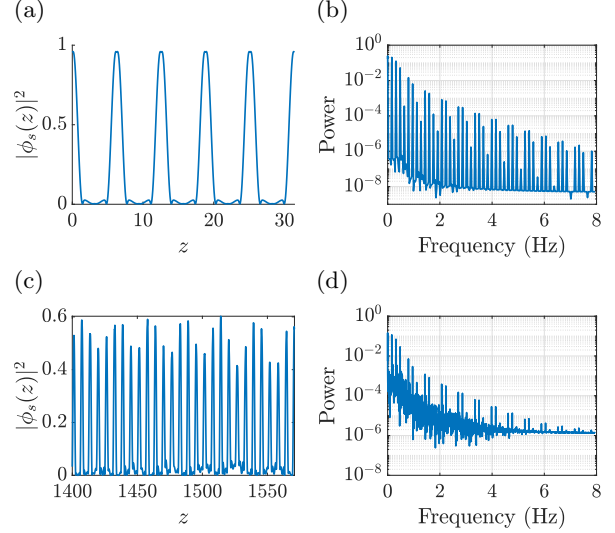 (a)
1
0.5
0
0
10
20
30
|ϕ_s(z)|^2
z
(b)
10^0
10^-2
10^-4
10^-6
10^-8
0
2
4
6
8
Power
Frequency (Hz)
(c)
0.6
0.4
0.2
0
1400
1450
1500
1550
|ϕ_s(z)|^2
z
(d)
10^0
10^-2
10^-4
10^-6
10^-8
0
2
4
6
8
Power
Frequency (Hz)